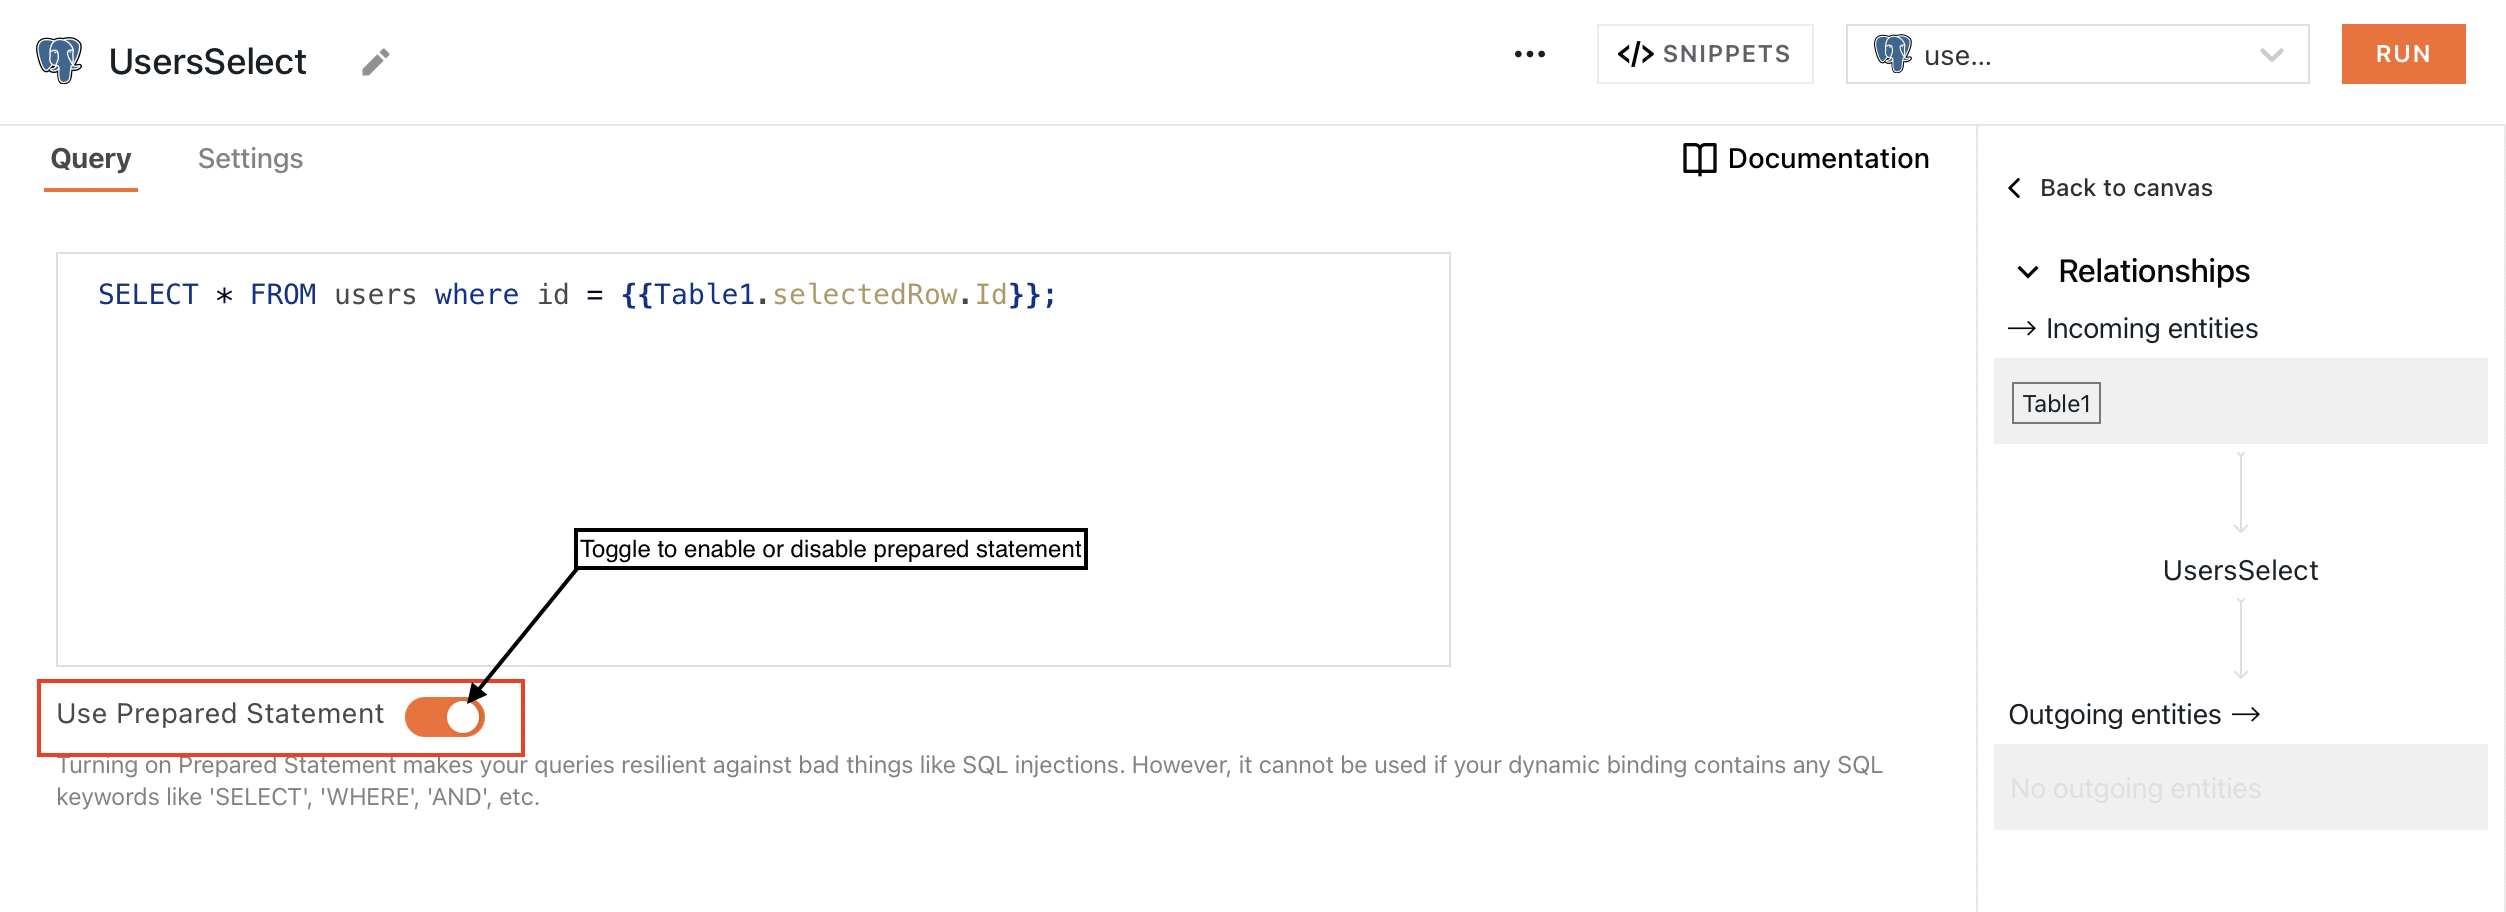 UsersSelect
</> SNIPPETS
use...
RUN
Query
Settings
Documentation
SELECT * FROM users where id = {{Table1.selectedRow.Id}};
Toggle to enable or disable prepared statement
Use Prepared Statement
Turning on Prepared Statement makes your queries resilient against bad things like SQL injections. However, it cannot be used if your dynamic binding contains any SQL
keywords like 'SELECT', 'WHERE', 'AND', etc.
Back to canvas
Relationships
Incoming entities
Table1
UsersSelect
Outgoing entities
No outgoing entities